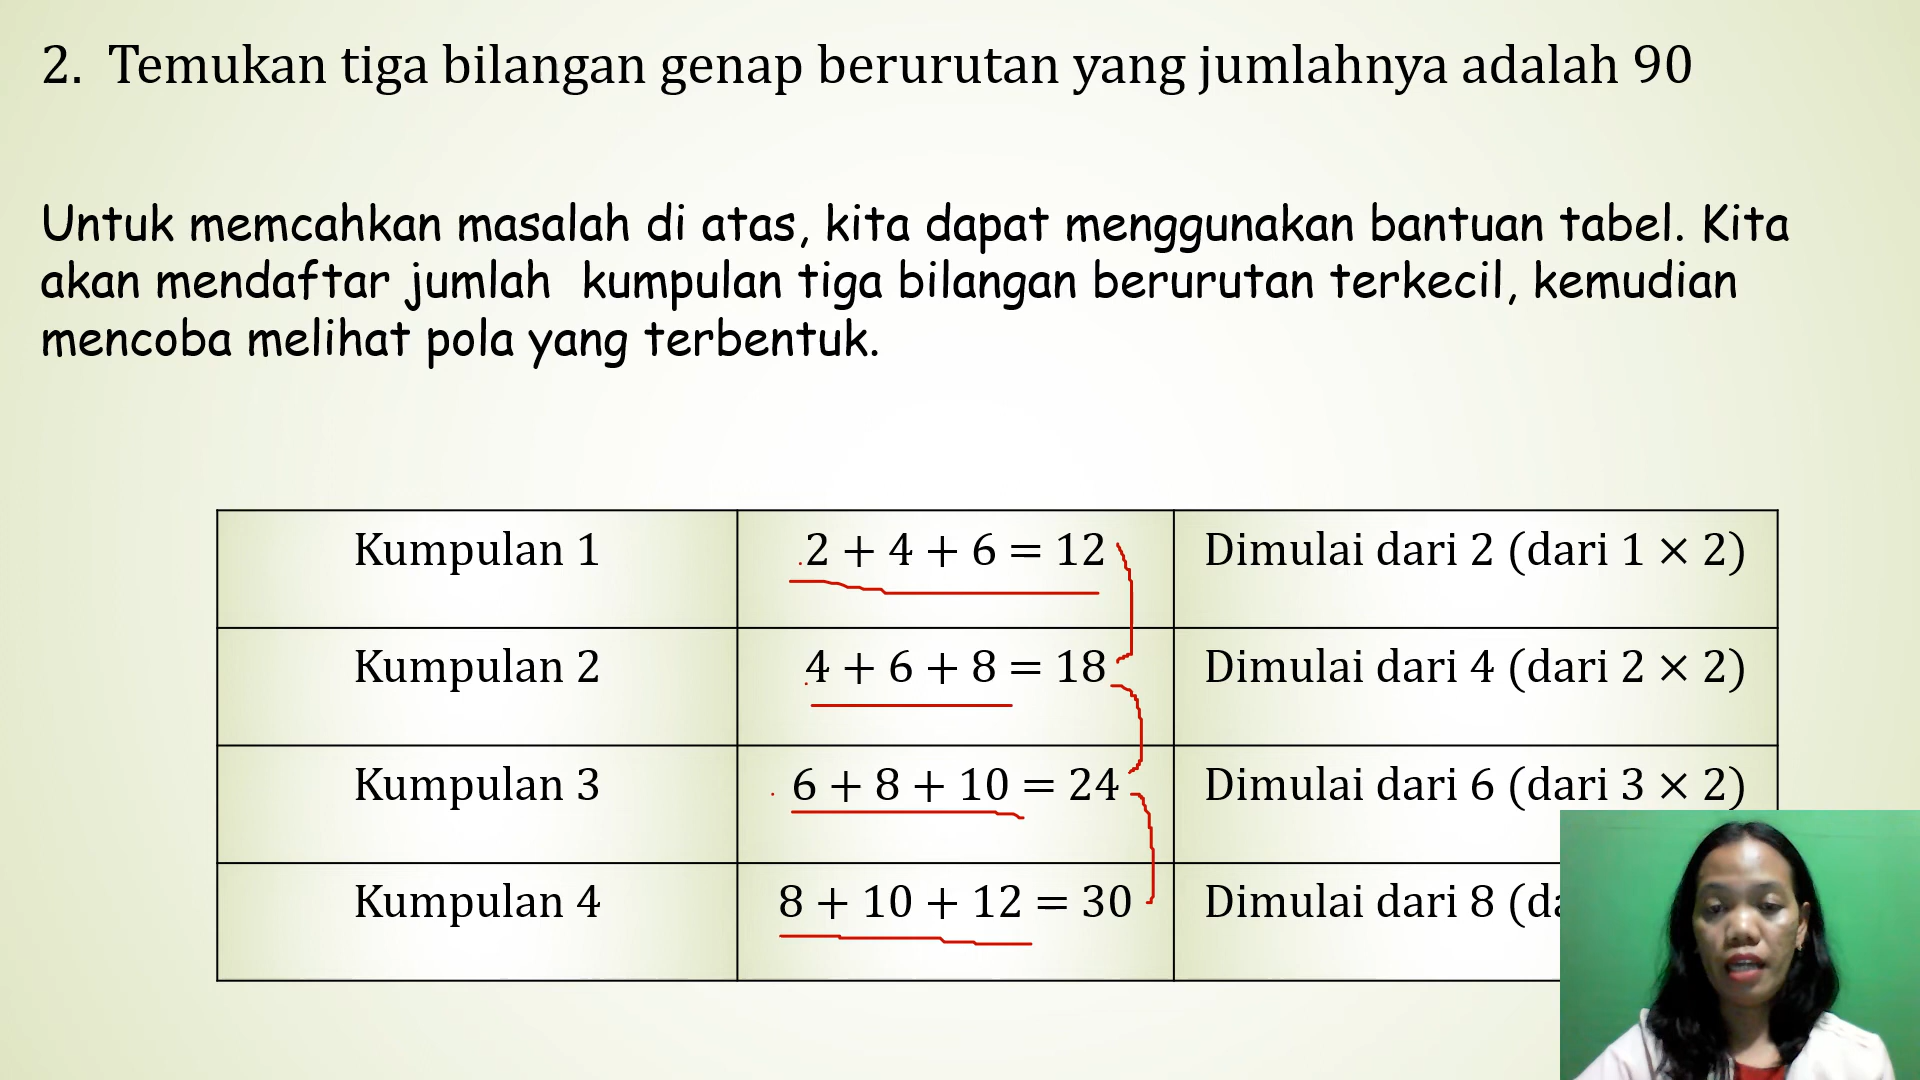 2. Temukan tiga bilangan genap berurutan yang jumlahnya adalah 90
Untuk memcahkan masalah di atas, kita dapat menggunakan bantuan tabel. Kita
akan mendaftar jumlah kumpulan tiga bilangan berurutan terkecil, kemudian
mencoba melihat pola yang terbentuk.
Kumpulan 1 2 + 4 + 6 = 12 Dimulai dari 2 (dari 1 × 2)
Kumpulan 2 4 + 6 + 8 = 18 Dimulai dari 4 (dari 2 × 2)
Kumpulan 3 6 + 8 + 10 = 24 Dimulai dari 6 (dari 3 × 2)
Kumpulan 4 8 + 10 + 12 = 30 Dimulai dari 8